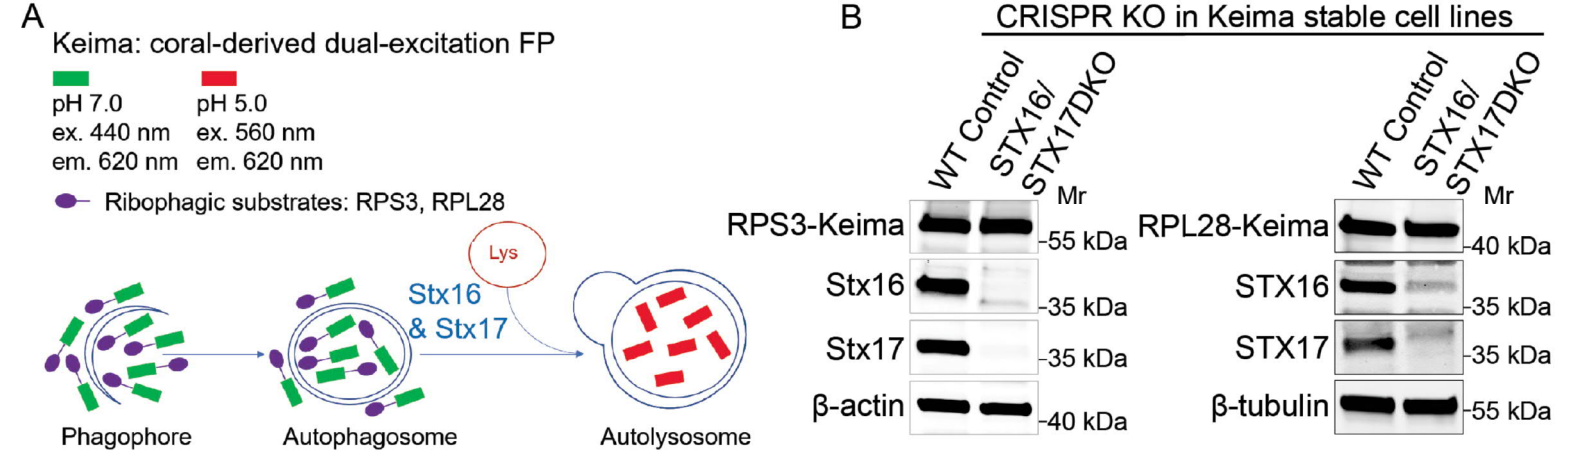 A
Keima: coral-derived dual-excitation FP
pH 7.0
ex. 440 nm
em. 620 nm
pH 5.0
ex. 560 nm
em. 620 nm
Ribophagic substrates: RPS3, RPL28
Lys
Stx16
& Stx17
Phagophore
Autophagosome
Autolysosome
B
CRISPR KO in Keima stable cell lines
WT Control
STX16/
STX17DKO
Mr
RPS3-Keima
-55 kDa
Stx16
-35 kDa
Stx17
-35 kDa
β-actin
-40 kDa
WT Control
STX16/
STX17DKO
Mr
RPL28-Keima
-40 kDa
STX16
-35 kDa
STX17
-35 kDa
β-tubulin
-55 kDa